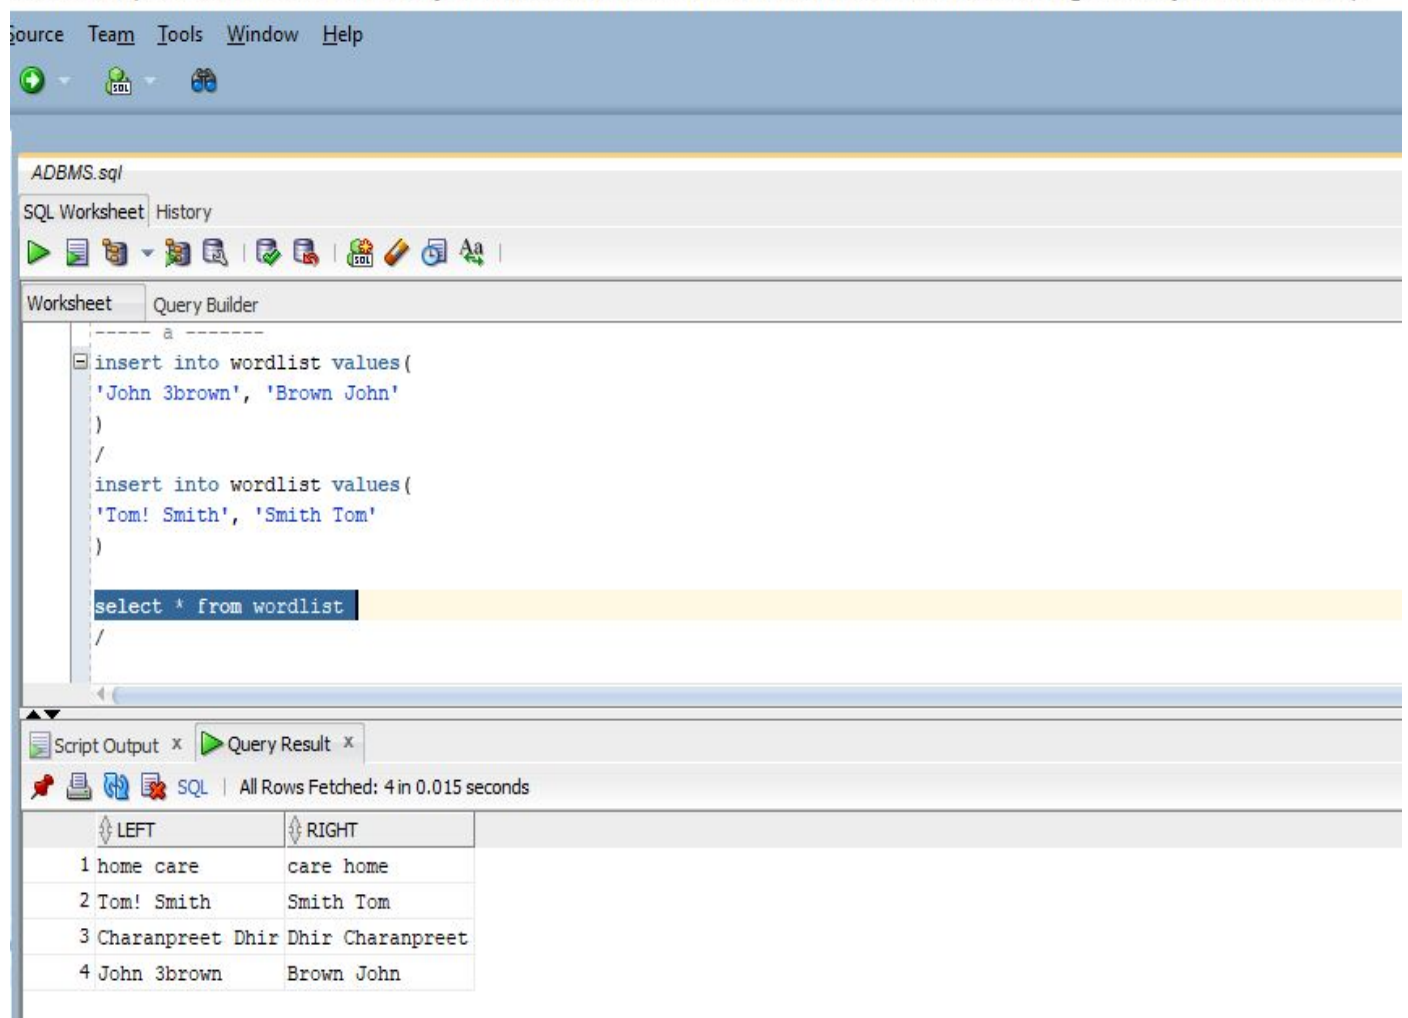 Source Team Tools Window Help
SQL
ADBMS.sql
SQL Worksheet History
SQL Aa
Worksheet Query Builder
----- a -------
insert into wordlist values(
'John 3brown', 'Brown John'
)
/
insert into wordlist values(
'Tom! Smith', 'Smith Tom'
)
select * from wordlist
/
Script Output x Query Result x
SQL | All Rows Fetched: 4 in 0.015 seconds
LEFT RIGHT
1 home care care home
2 Tom! Smith Smith Tom
3 Charanpreet Dhir Dhir Charanpreet
4 John 3brown Brown John